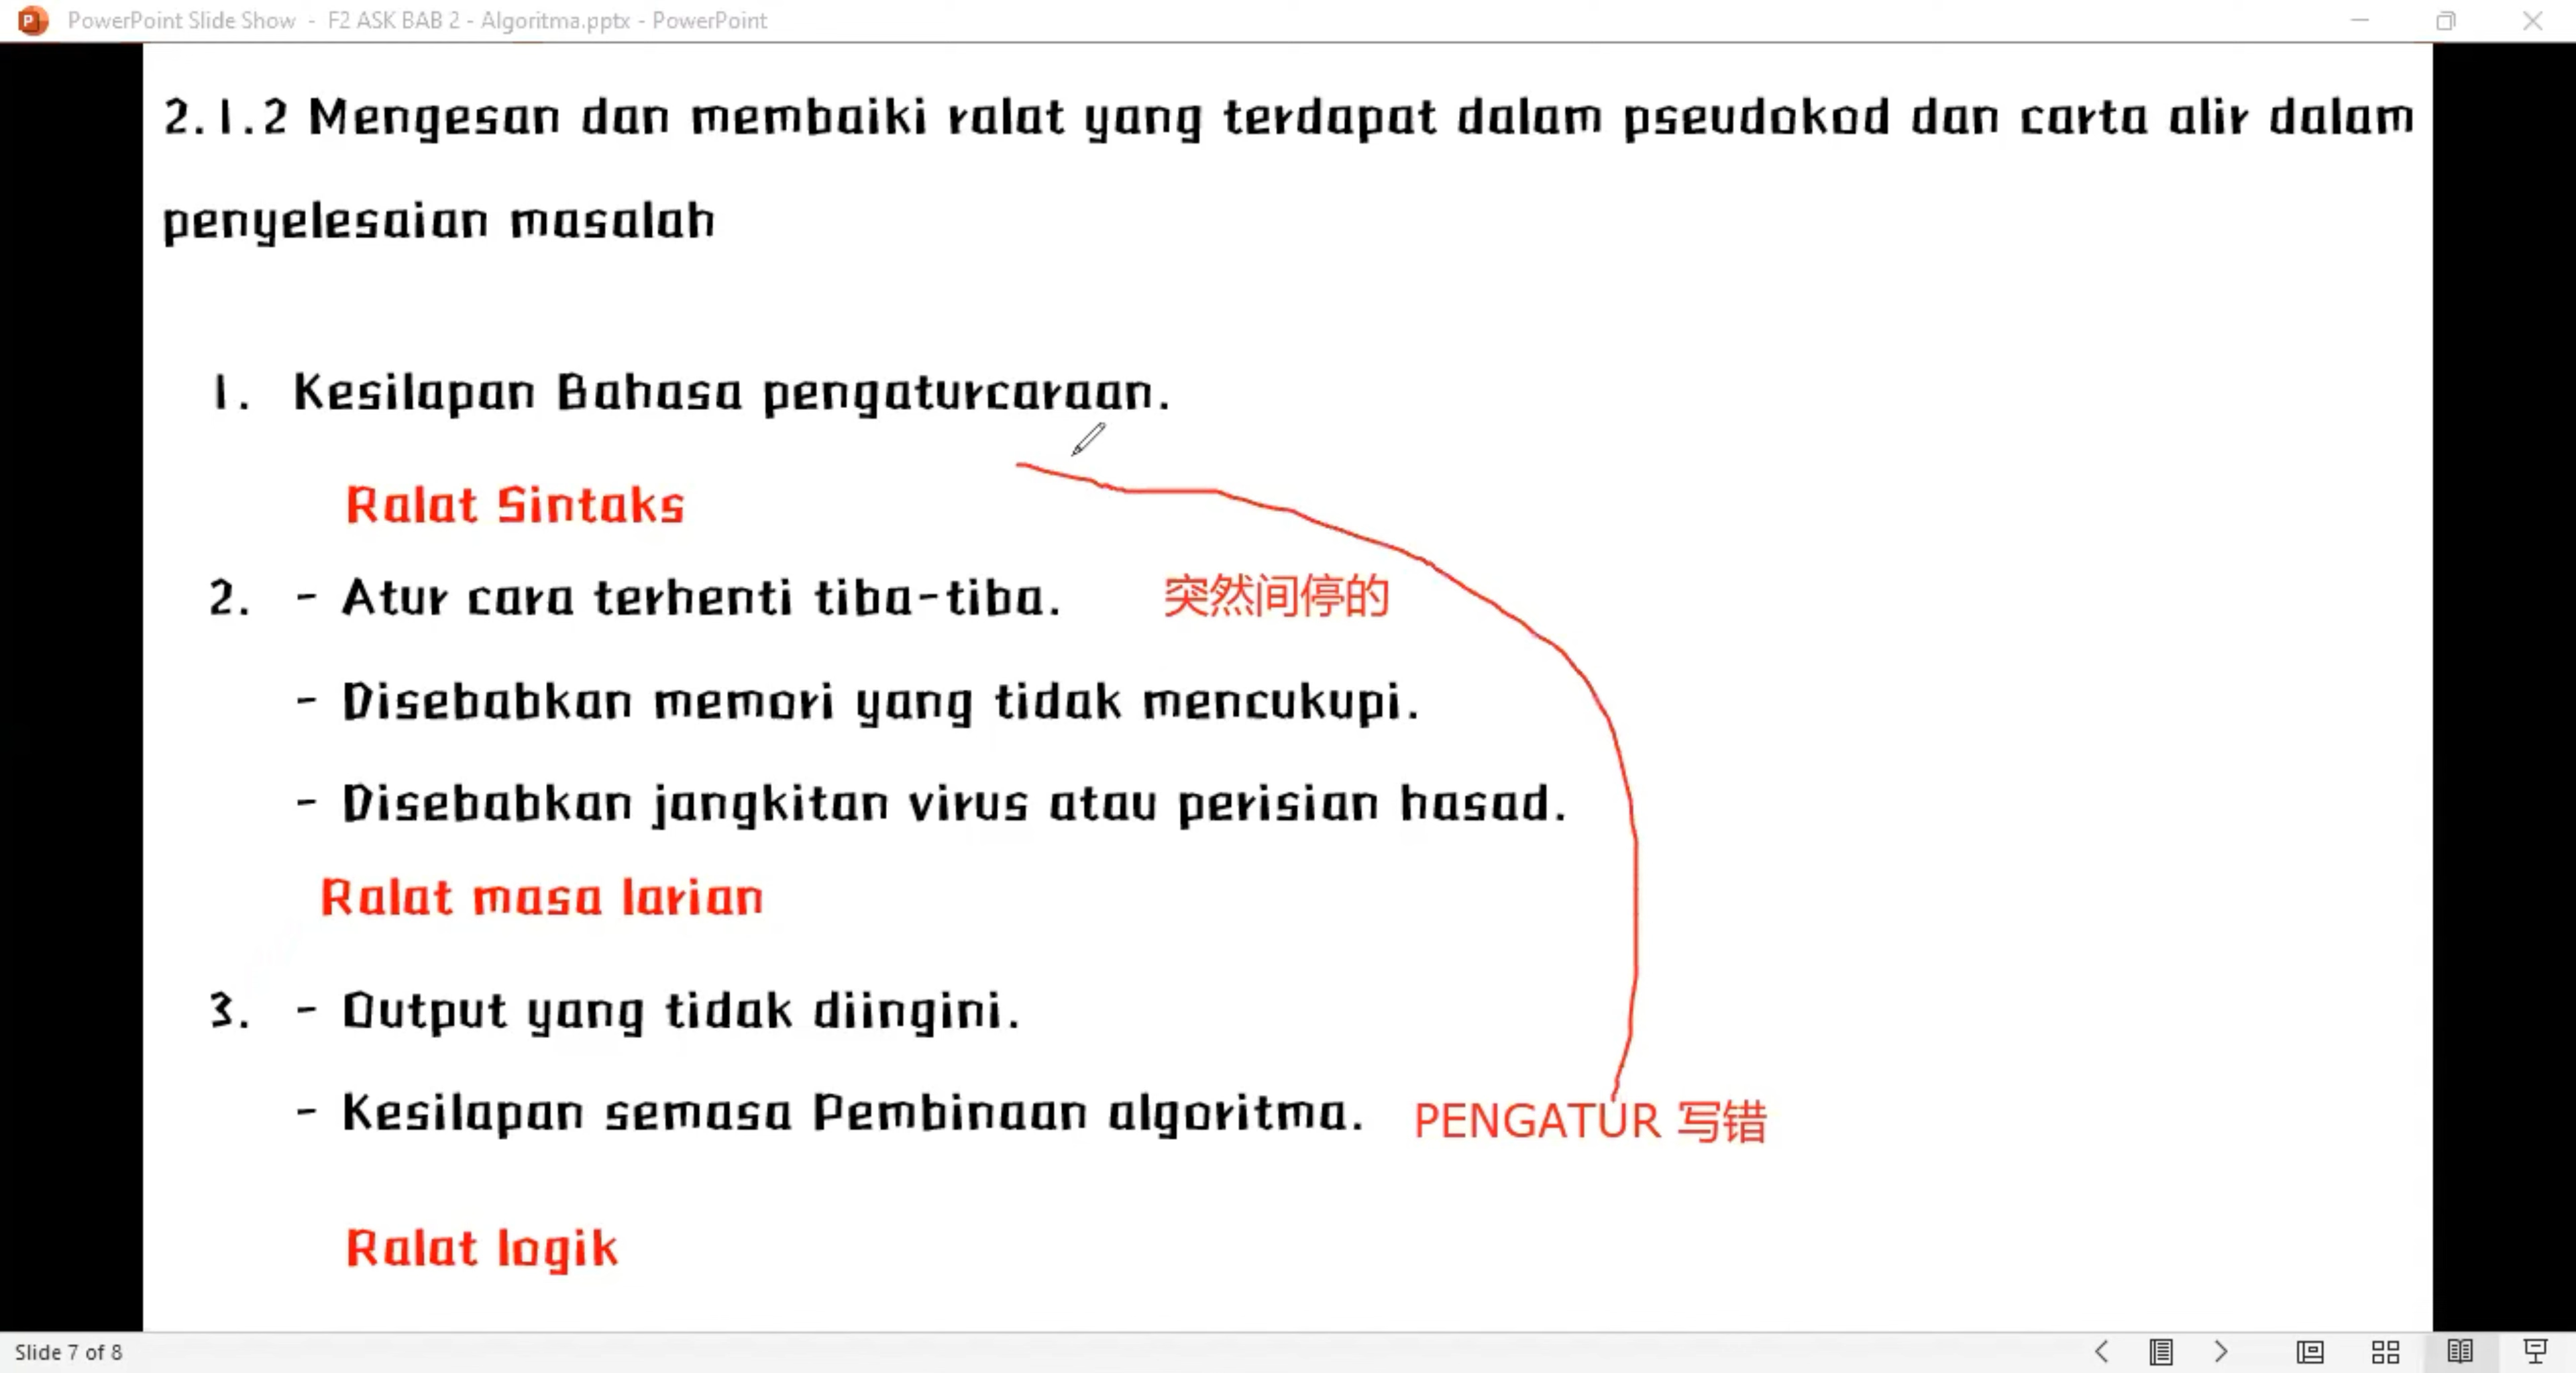 PowerPoint Slide Show - F2 ASK BAB 2 - Algoritma.pptx - PowerPoint
2.1.2 Mengesan dan membaiki ralat yang terdapat dalam pseudokod dan carta alir dalam
penyelesaian masalah
1. Kesilapan Bahasa pengaturcaraan.
Ralat Sintaks
2. - Atur cara terhenti tiba-tiba. 突然间停的
- Disebabkan memori yang tidak mencukupi.
- Disebabkan jangkitan virus atau perisian hasad.
Ralat masa larian
3. - Output yang tidak diingini.
- Kesilapan semasa Pembinaan algoritma. PENGATUR 写错
Ralat logik
Slide 7 of 8